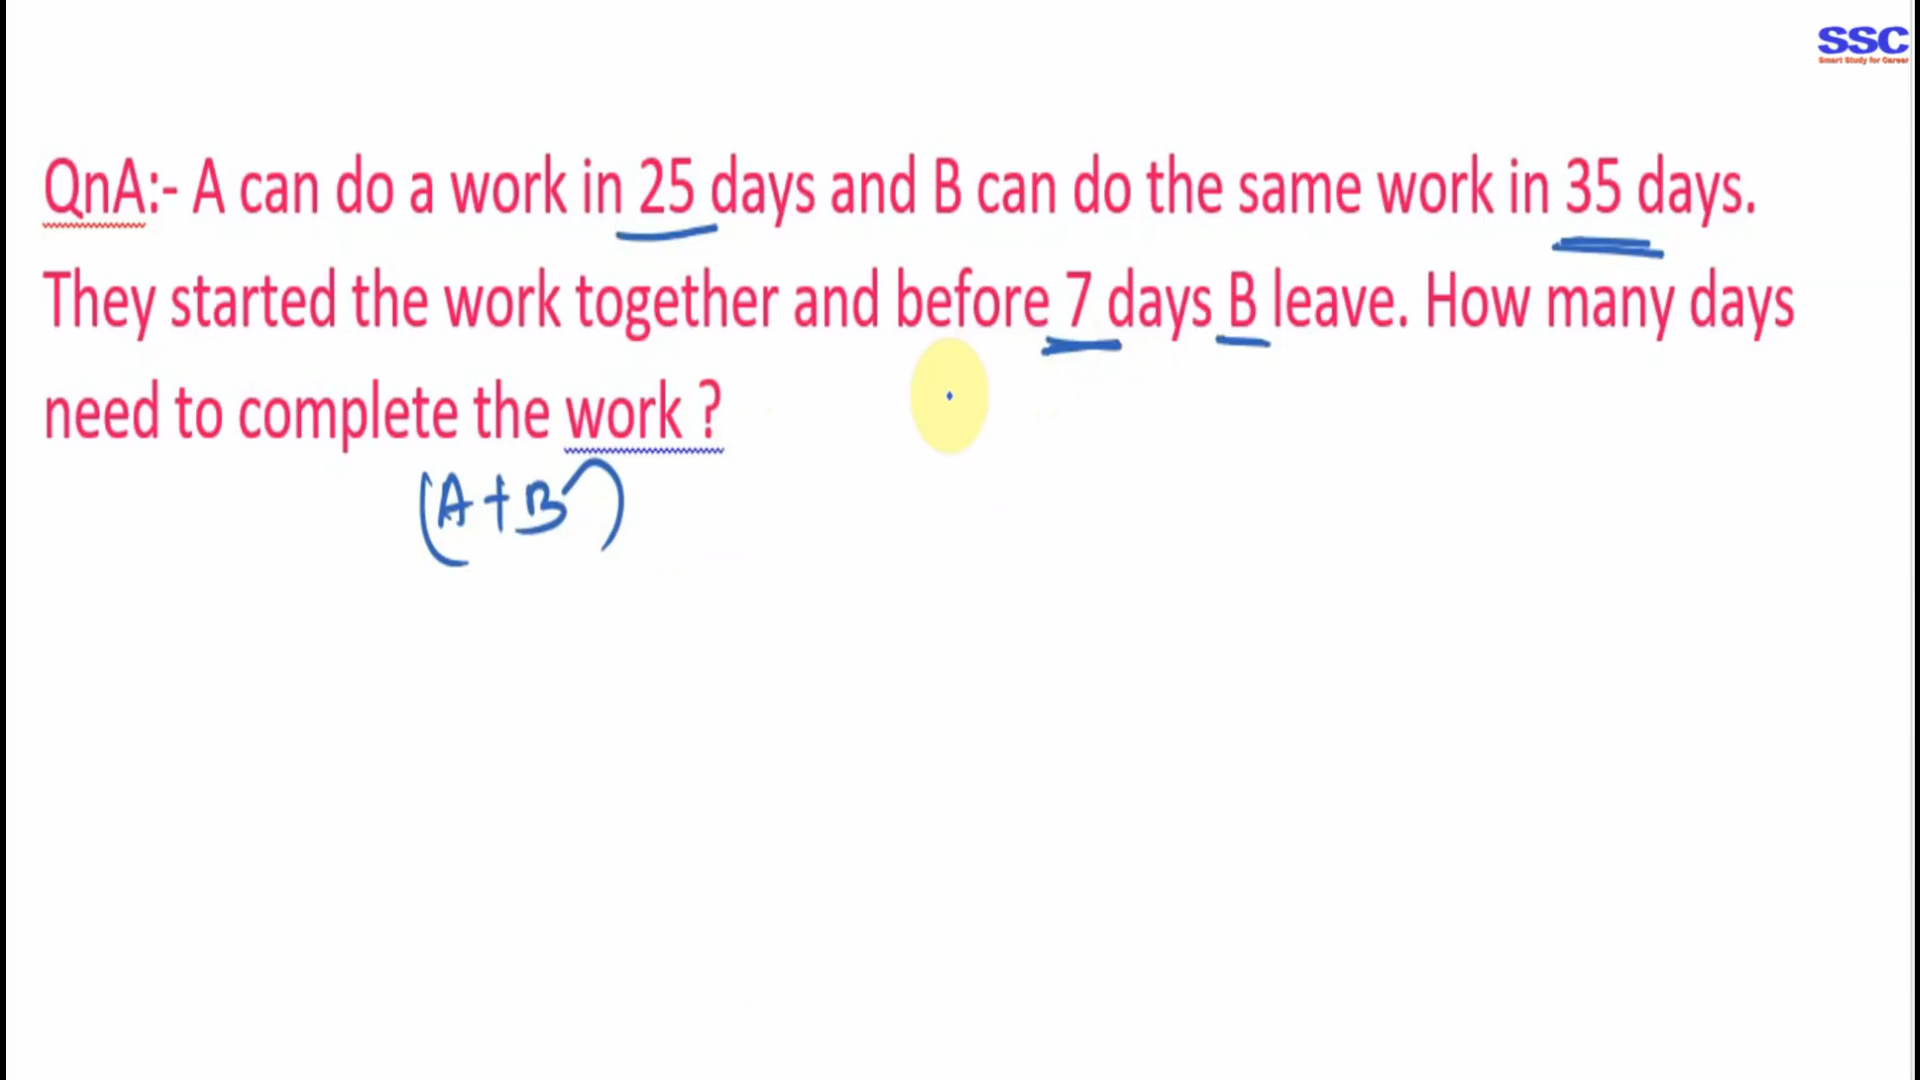 SSC
Smart Study for Career
QnA:- A can do a work in 25 days and B can do the same work in 35 days.
They started the work together and before 7 days B leave. How many days
need to complete the work ?
(A+B)